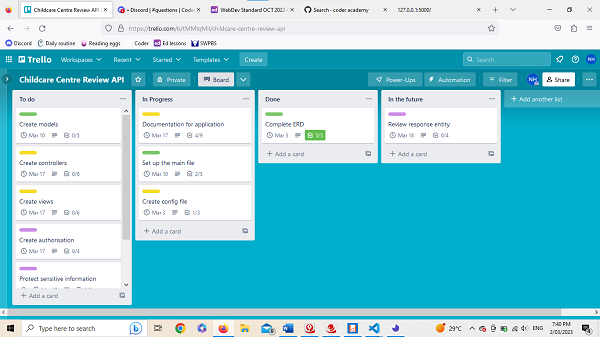 Childcare Centre Review API |
• Discord | #questions | Code
WebDev Standard OCT 2022 -
Search - coder academy
127.0.0.1:5000/
https://trello.com/b/tMMlqMil/childcare-centre-review-api
Discord
Daily routine
Reading eggs
Coder
Ed lessons
SWPBS
Trello
Workspaces
Recent
Starred
Templates
Create
Search
NH
Childcare Centre Review API
Private
Board
Power-Ups
Automation
Filter
NH
Share
To do
Create models
Mar 10
0/5
Create controllers
Mar 17
0/6
Create views
Mar 17
0/6
Create authorisation
Mar 17
0/4
Protect sensitive information
+ Add a card
In Progress
Documentation for application
Mar 17
4/9
Set up the main file
Mar 10
2/5
Create config file
Mar 3
1/3
+ Add a card
Done
Complete ERD
Mar 3
5/5
+ Add a card
In the future
Review response entity
Mar 18
0/4
+ Add a card
+ Add another list
Type here to search
29°C
ENG
7:40 PM
2/03/2023